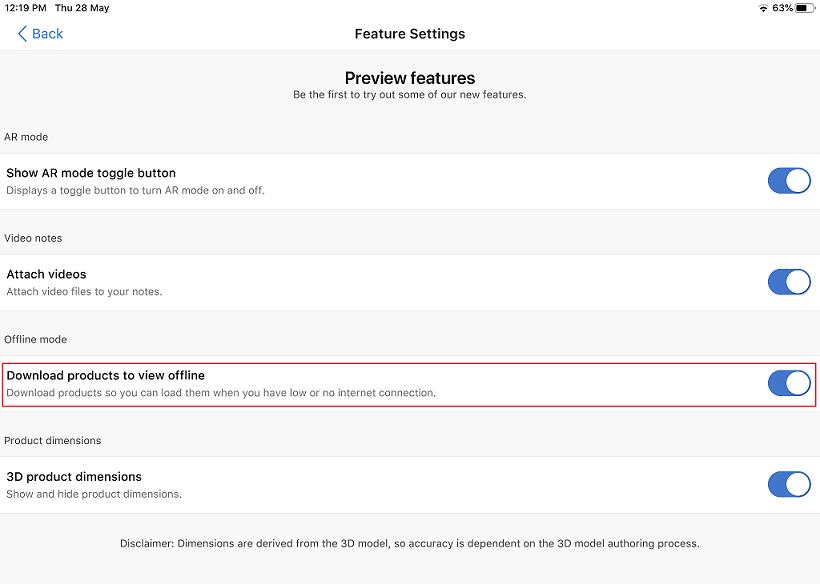 12:19 PM Thu 28 May 63%
Back Feature Settings
Preview features
Be the first to try out some of our new features.
AR mode
Show AR mode toggle button
Displays a toggle button to turn AR mode on and off.
Video notes
Attach videos
Attach video files to your notes.
Offline mode
Download products to view offline
Download products so you can load them when you have low or no internet connection.
Product dimensions
3D product dimensions
Show and hide product dimensions.
Disclaimer: Dimensions are derived from the 3D model, so accuracy is dependent on the 3D model authoring process.